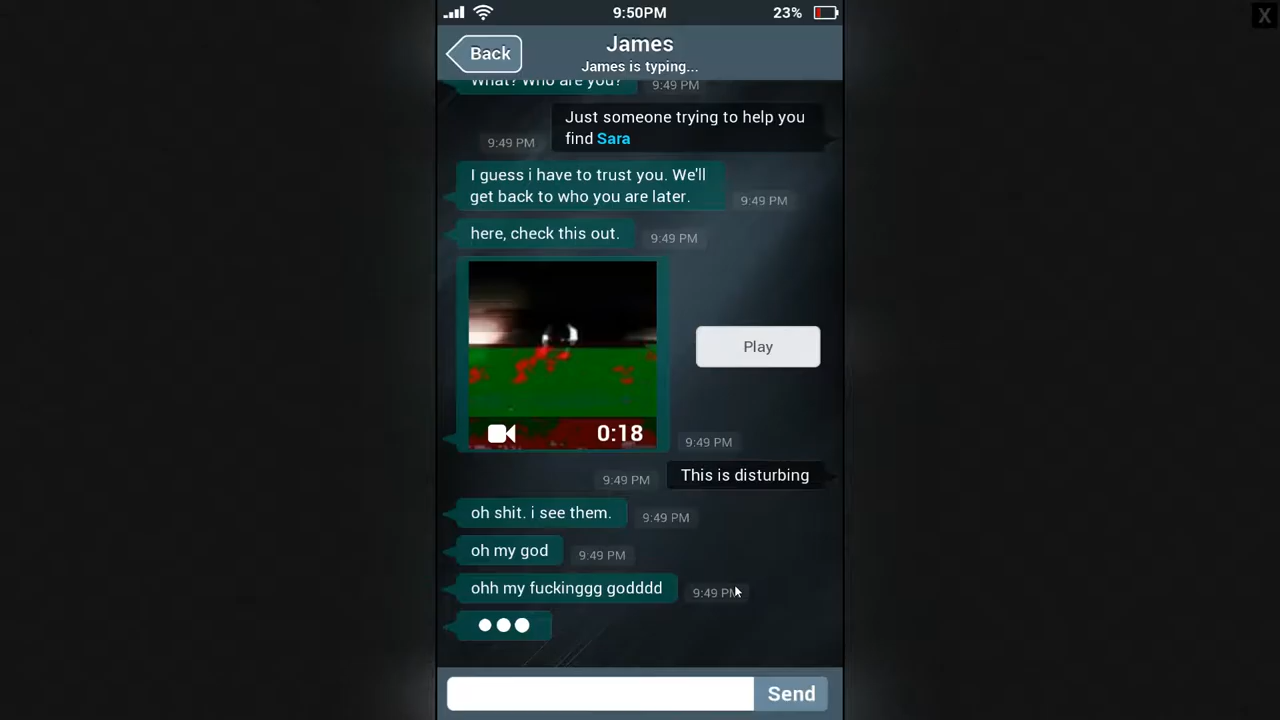 9:50PM
23%
X
Back
James
James is typing...
What? Who are you?
9:49 PM
Just someone trying to help you
find Sara
9:49 PM
I guess i have to trust you. We'll
get back to who you are later.
9:49 PM
here, check this out.
9:49 PM
Play
0:18
9:49 PM
This is disturbing
9:49 PM
oh shit. i see them.
9:49 PM
oh my god
9:49 PM
ohh my fuckinggg godddd
9:49 PM
Send